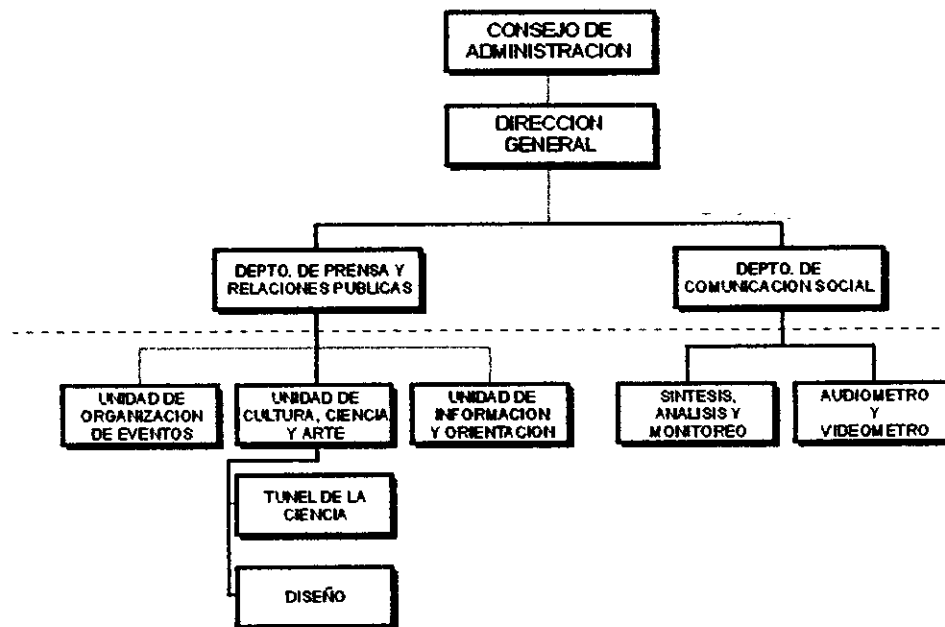 CONSEJO DE
ADMINISTRACION
DIRECCION
GENERAL
DEPTO. DE PRENSA Y
RELACIONES PUBLICAS
DEPTO. DE
COMUNICACION SOCIAL
UNIDAD DE
ORGANIZACION
DE EVENTOS
UNIDAD DE
CULTURA, CIENCIA
Y ARTE
UNIDAD DE
INFORMACION
Y ORIENTACION
SINTESIS,
ANALISIS Y
MONITOREO
AUDIOMETRO
Y
VIDEOMETRO
TUNEL DE LA
CIENCIA
DISEÑO